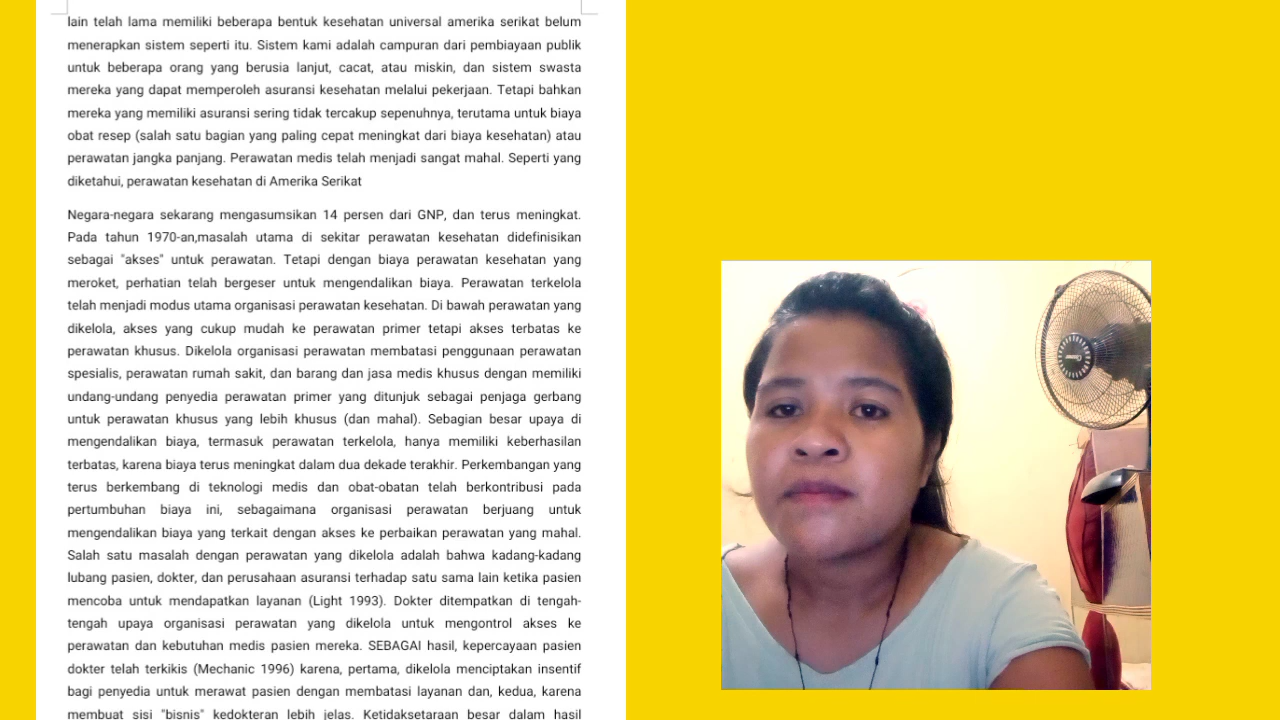 lain telah lama memiliki beberapa bentuk kesehatan universal amerika serikat belum
menerapkan sistem seperti itu. Sistem kami adalah campuran dari pembiayaan publik
untuk beberapa orang yang berusia lanjut, cacat, atau miskin, dan sistem swasta
mereka yang dapat memperoleh asuransi kesehatan melalui pekerjaan. Tetapi bahkan
mereka yang memiliki asuransi sering tidak tercakup sepenuhnya, terutama untuk biaya
obat resep (salah satu bagian yang paling cepat meningkat dari biaya kesehatan) atau
perawatan jangka panjang. Perawatan medis telah menjadi sangat mahal. Seperti yang
diketahui, perawatan kesehatan di Amerika Serikat
Negara-negara sekarang mengasumsikan 14 persen dari GNP, dan terus meningkat.
Pada tahun 1970-an,masalah utama di sekitar perawatan kesehatan didefinisikan
sebagai "akses" untuk perawatan. Tetapi dengan biaya perawatan kesehatan yang
meroket, perhatian telah bergeser untuk mengendalikan biaya. Perawatan terkelola
telah menjadi modus utama organisasi perawatan kesehatan. Di bawah perawatan yang
dikelola, akses yang cukup mudah ke perawatan primer tetapi akses terbatas ke
perawatan khusus. Dikelola organisasi perawatan membatasi penggunaan perawatan
spesialis, perawatan rumah sakit, dan barang dan jasa medis khusus dengan memiliki
undang-undang penyedia perawatan primer yang ditunjuk sebagai penjaga gerbang
untuk perawatan khusus yang lebih khusus (dan mahal). Sebagian besar upaya di
mengendalikan biaya, termasuk perawatan terkelola, hanya memiliki keberhasilan
terbatas, karena biaya terus meningkat dalam dua dekade terakhir. Perkembangan yang
terus berkembang di teknologi medis dan obat-obatan telah berkontribusi pada
pertumbuhan biaya ini, sebagaimana organisasi perawatan berjuang untuk
mengendalikan biaya yang terkait dengan akses ke perbaikan perawatan yang mahal.
Salah satu masalah dengan perawatan yang dikelola adalah bahwa kadang-kadang
lubang pasien, dokter, dan perusahaan asuransi terhadap satu sama lain ketika pasien
mencoba untuk mendapatkan layanan (Light 1993). Dokter ditempatkan di tengah-
tengah upaya organisasi perawatan yang dikelola untuk mengontrol akses ke
perawatan dan kebutuhan medis pasien mereka. SEBAGAI hasil, kepercayaan pasien
dokter telah terkikis (Mechanic 1996) karena, pertama, dikelola menciptakan insentif
bagi penyedia untuk merawat pasien dengan membatasi layanan dan, kedua, karena
membuat sisi "bisnis" kedokteran lebih jelas. Ketidaksetaraan besar dalam hasil